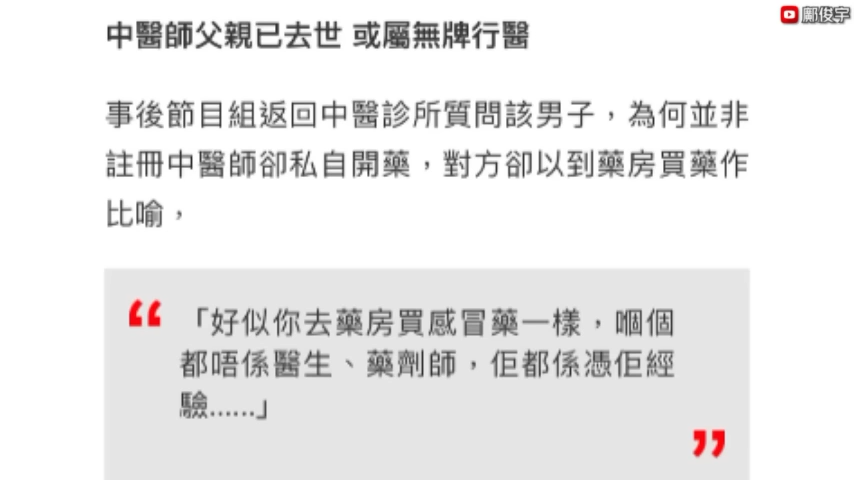 鄺俊宇
中醫師父親已去世 或屬無牌行醫
事後節目組返回中醫診所質問該男子，為何並非
註冊中醫師卻私自開藥，對方卻以到藥房買藥作
比喻，
「好似你去藥房買感冒藥一樣，嗰個
都唔係醫生、藥劑師，佢都係憑佢經
驗......」